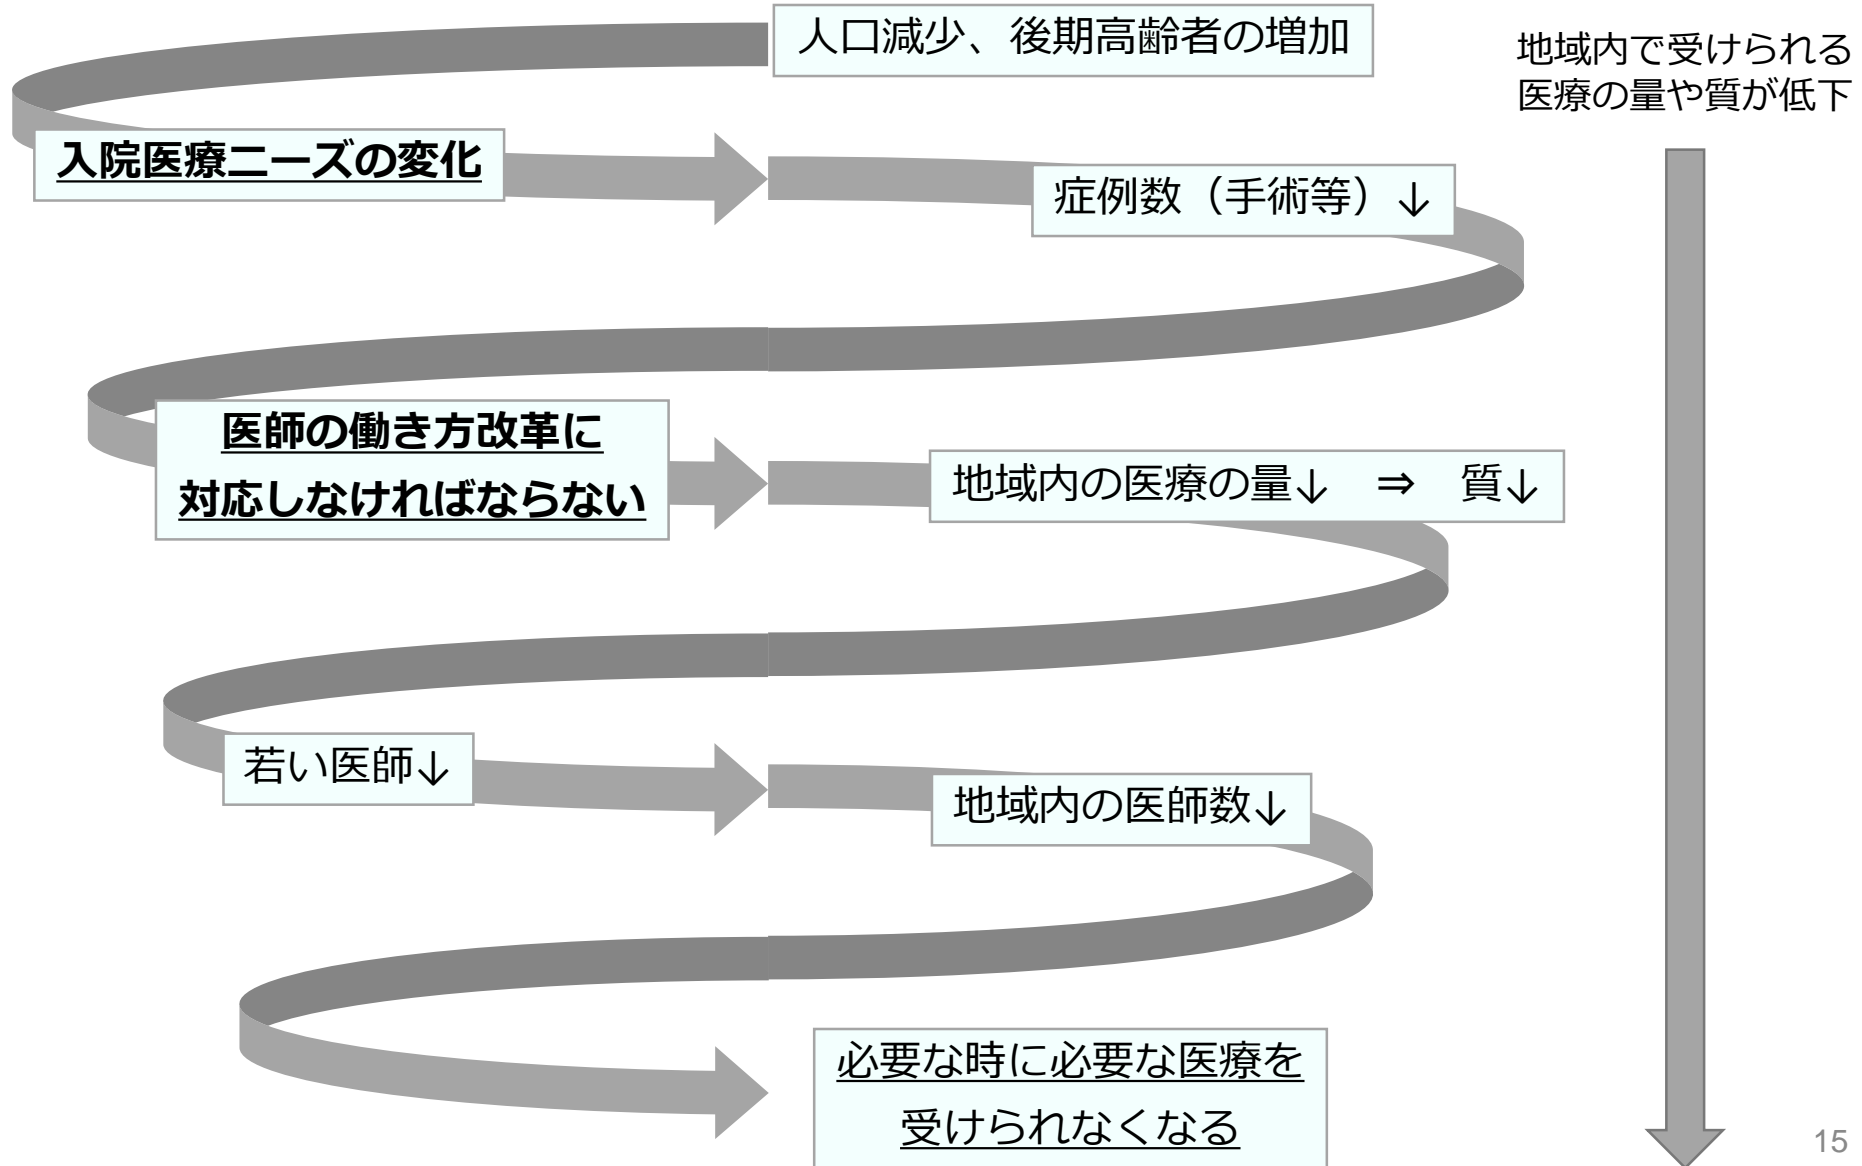 人口減少、後期高齢者の増加
地域内で受けられる
医療の量や質が低下
入院医療ニーズの変化
症例数（手術等）↓
医師の働き方改革に
対応しなければならない
地域内の医療の量↓　⇒　質↓
若い医師↓
地域内の医師数↓
必要な時に必要な医療を
受けられなくなる
15